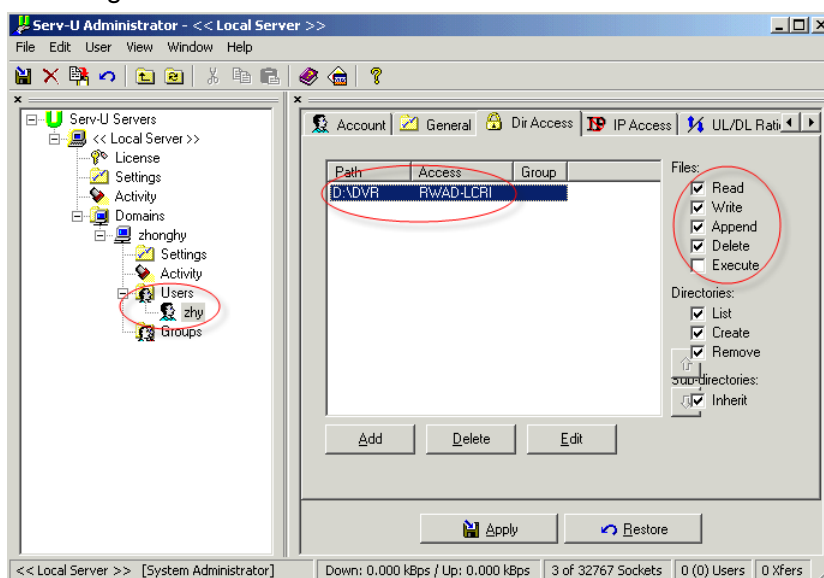 Serv-U Administrator - << Local Server >>
File Edit User View Window Help
Serv-U Servers
<< Local Server >>
License
Settings
Activity
Domains
zhonghy
Settings
Activity
Users
zhy
Groups
Account General Dir Access IP Access UL/DL Rati
Path Access Group
D:\DVR RWAD-LCRI
Files:
Read
Write
Append
Delete
Execute
Directories:
List
Create
Remove
Sub-directories:
Inherit
Add Delete Edit
Apply Restore
<< Local Server >> [System Administrator] Down: 0.000 kBps / Up: 0.000 kBps 3 of 32767 Sockets 0 (0) Users 0 Xfers